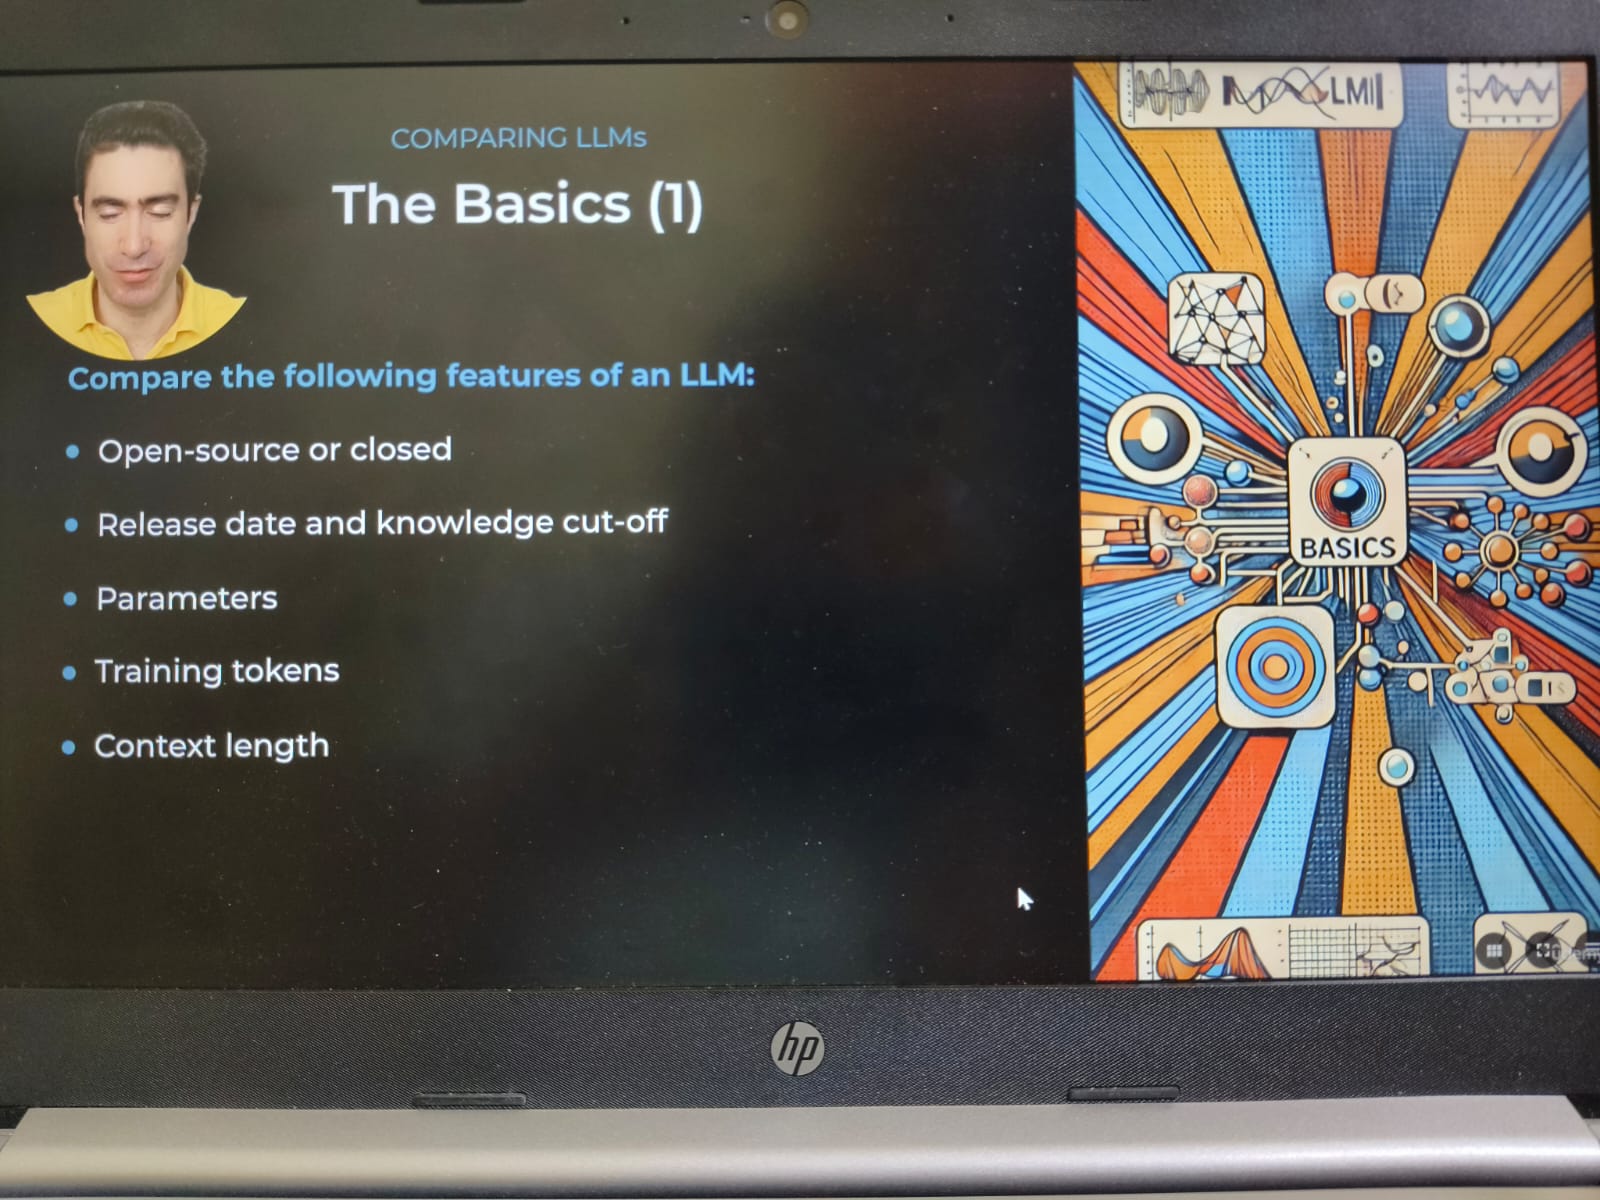 COMPARING LLMs
The Basics (1)
Compare the following features of an LLM:
Open-source or closed
Release date and knowledge cut-off
Parameters
Training tokens
Context length
LMI
BASICS
hp